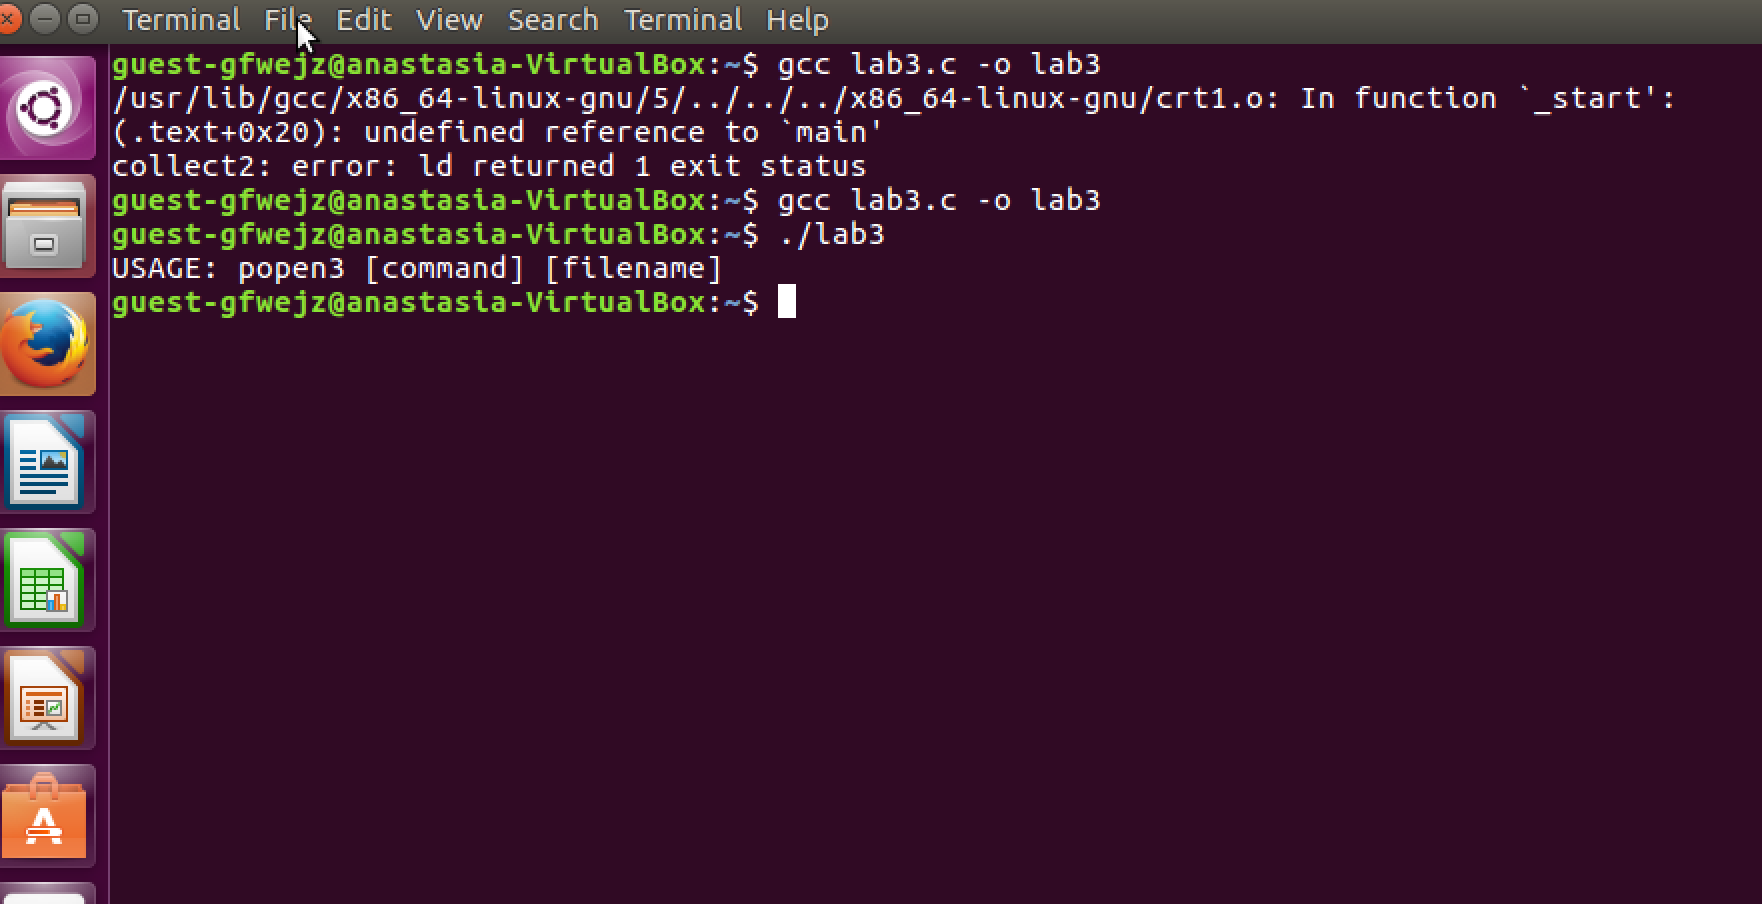 Terminal File Edit View Search Terminal Help
guest-gfwejz@anastasia-VirtualBox:~$ gcc lab3.c -o lab3
/usr/lib/gcc/x86_64-linux-gnu/5/../../../x86_64-linux-gnu/crt1.o: In function `_start':
(.text+0x20): undefined reference to `main'
collect2: error: ld returned 1 exit status
guest-gfwejz@anastasia-VirtualBox:~$ gcc lab3.c -o lab3
guest-gfwejz@anastasia-VirtualBox:~$ ./lab3
USAGE: popen3 [command] [filename]
guest-gfwejz@anastasia-VirtualBox:~$